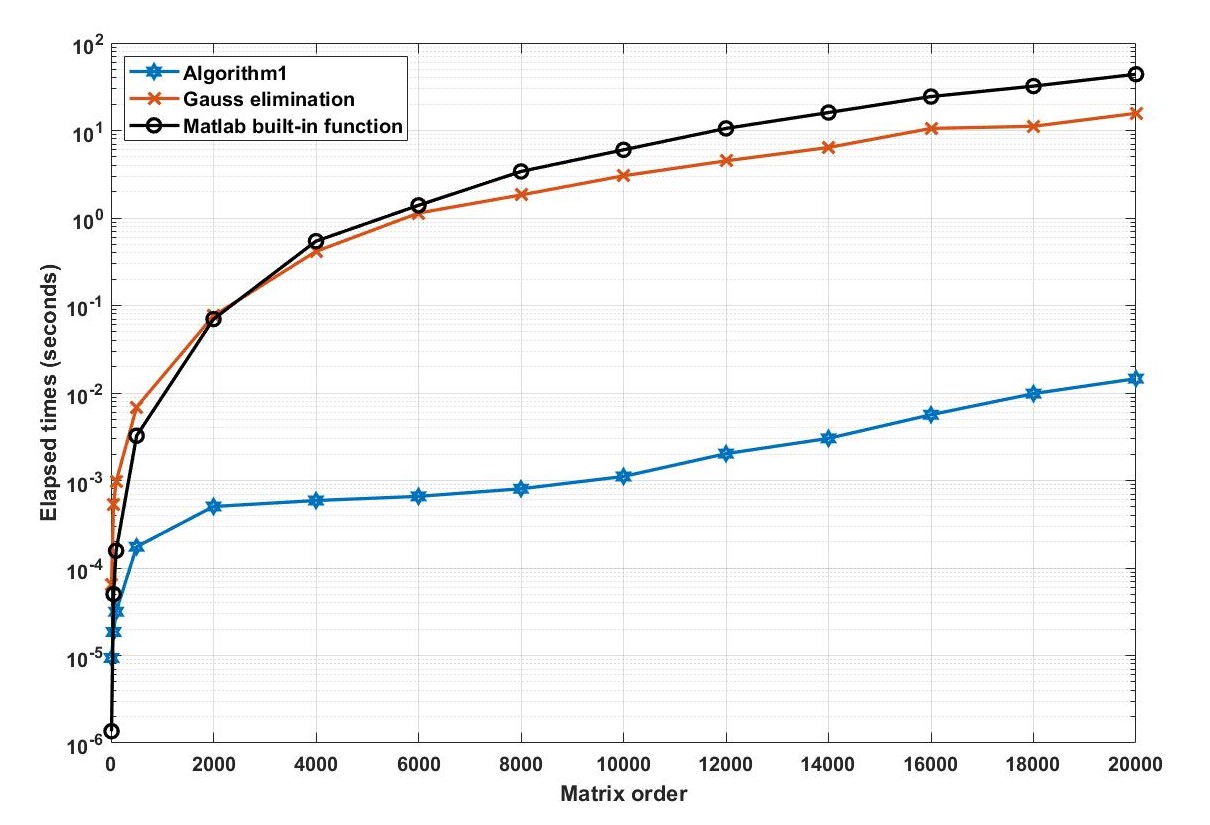 10^2
10^1
10^0
10^-1
10^-2
10^-3
10^-4
10^-5
10^-6
Elapsed times (seconds)
Algorithm1
Gauss elimination
Matlab built-in function
0 2000 4000 6000 8000 10000 12000 14000 16000 18000 20000
Matrix order